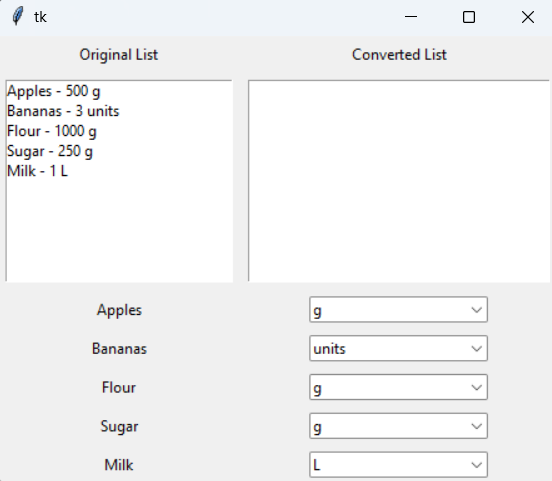 tk
Original List
Converted List
Apples - 500 g
Bananas - 3 units
Flour - 1000 g
Sugar - 250 g
Milk - 1 L
Apples g
Bananas units
Flour g
Sugar g
Milk L